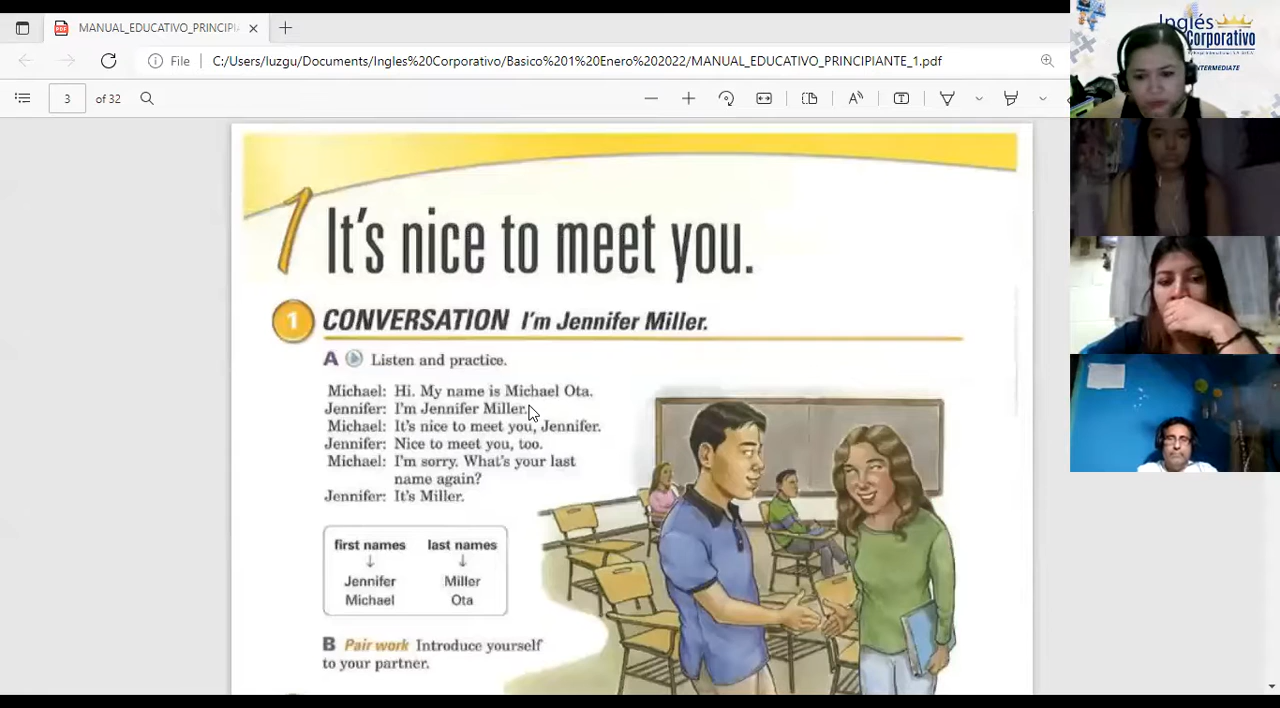 MANUAL_EDUCATIVO_PRINCIPI
File
C:/Users/luzgu/Documents/Ingles%20Corporativo/Basico%201%20Enero%202022/MANUAL_EDUCATIVO_PRINCIPIANTE_1.pdf
3 of 32
Inglés
Corporativo
INTERMEDIATE
1 It's nice to meet you.
1 CONVERSATION I'm Jennifer Miller.
A Listen and practice.
Michael: Hi. My name is Michael Ota.
Jennifer: I'm Jennifer Miller.
Michael: It's nice to meet you, Jennifer.
Jennifer: Nice to meet you, too.
Michael: I'm sorry. What's your last
name again?
Jennifer: It's Miller.
first names last names
Jennifer Miller
Michael Ota
B Pair work Introduce yourself
to your partner.